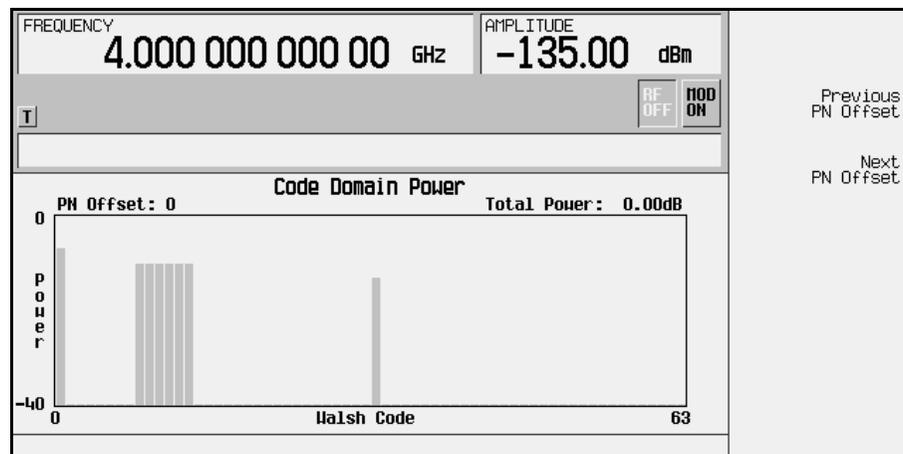 FREQUENCY
4.000 000 000 00 GHz
AMPLITUDE
-135.00 dBm
RF OFF
MOD ON
T
Previous
PN Offset
Next
PN Offset
Code Domain Power
PN Offset: 0
Total Power: 0.00dB
0
Power
-40
0
Walsh Code
63